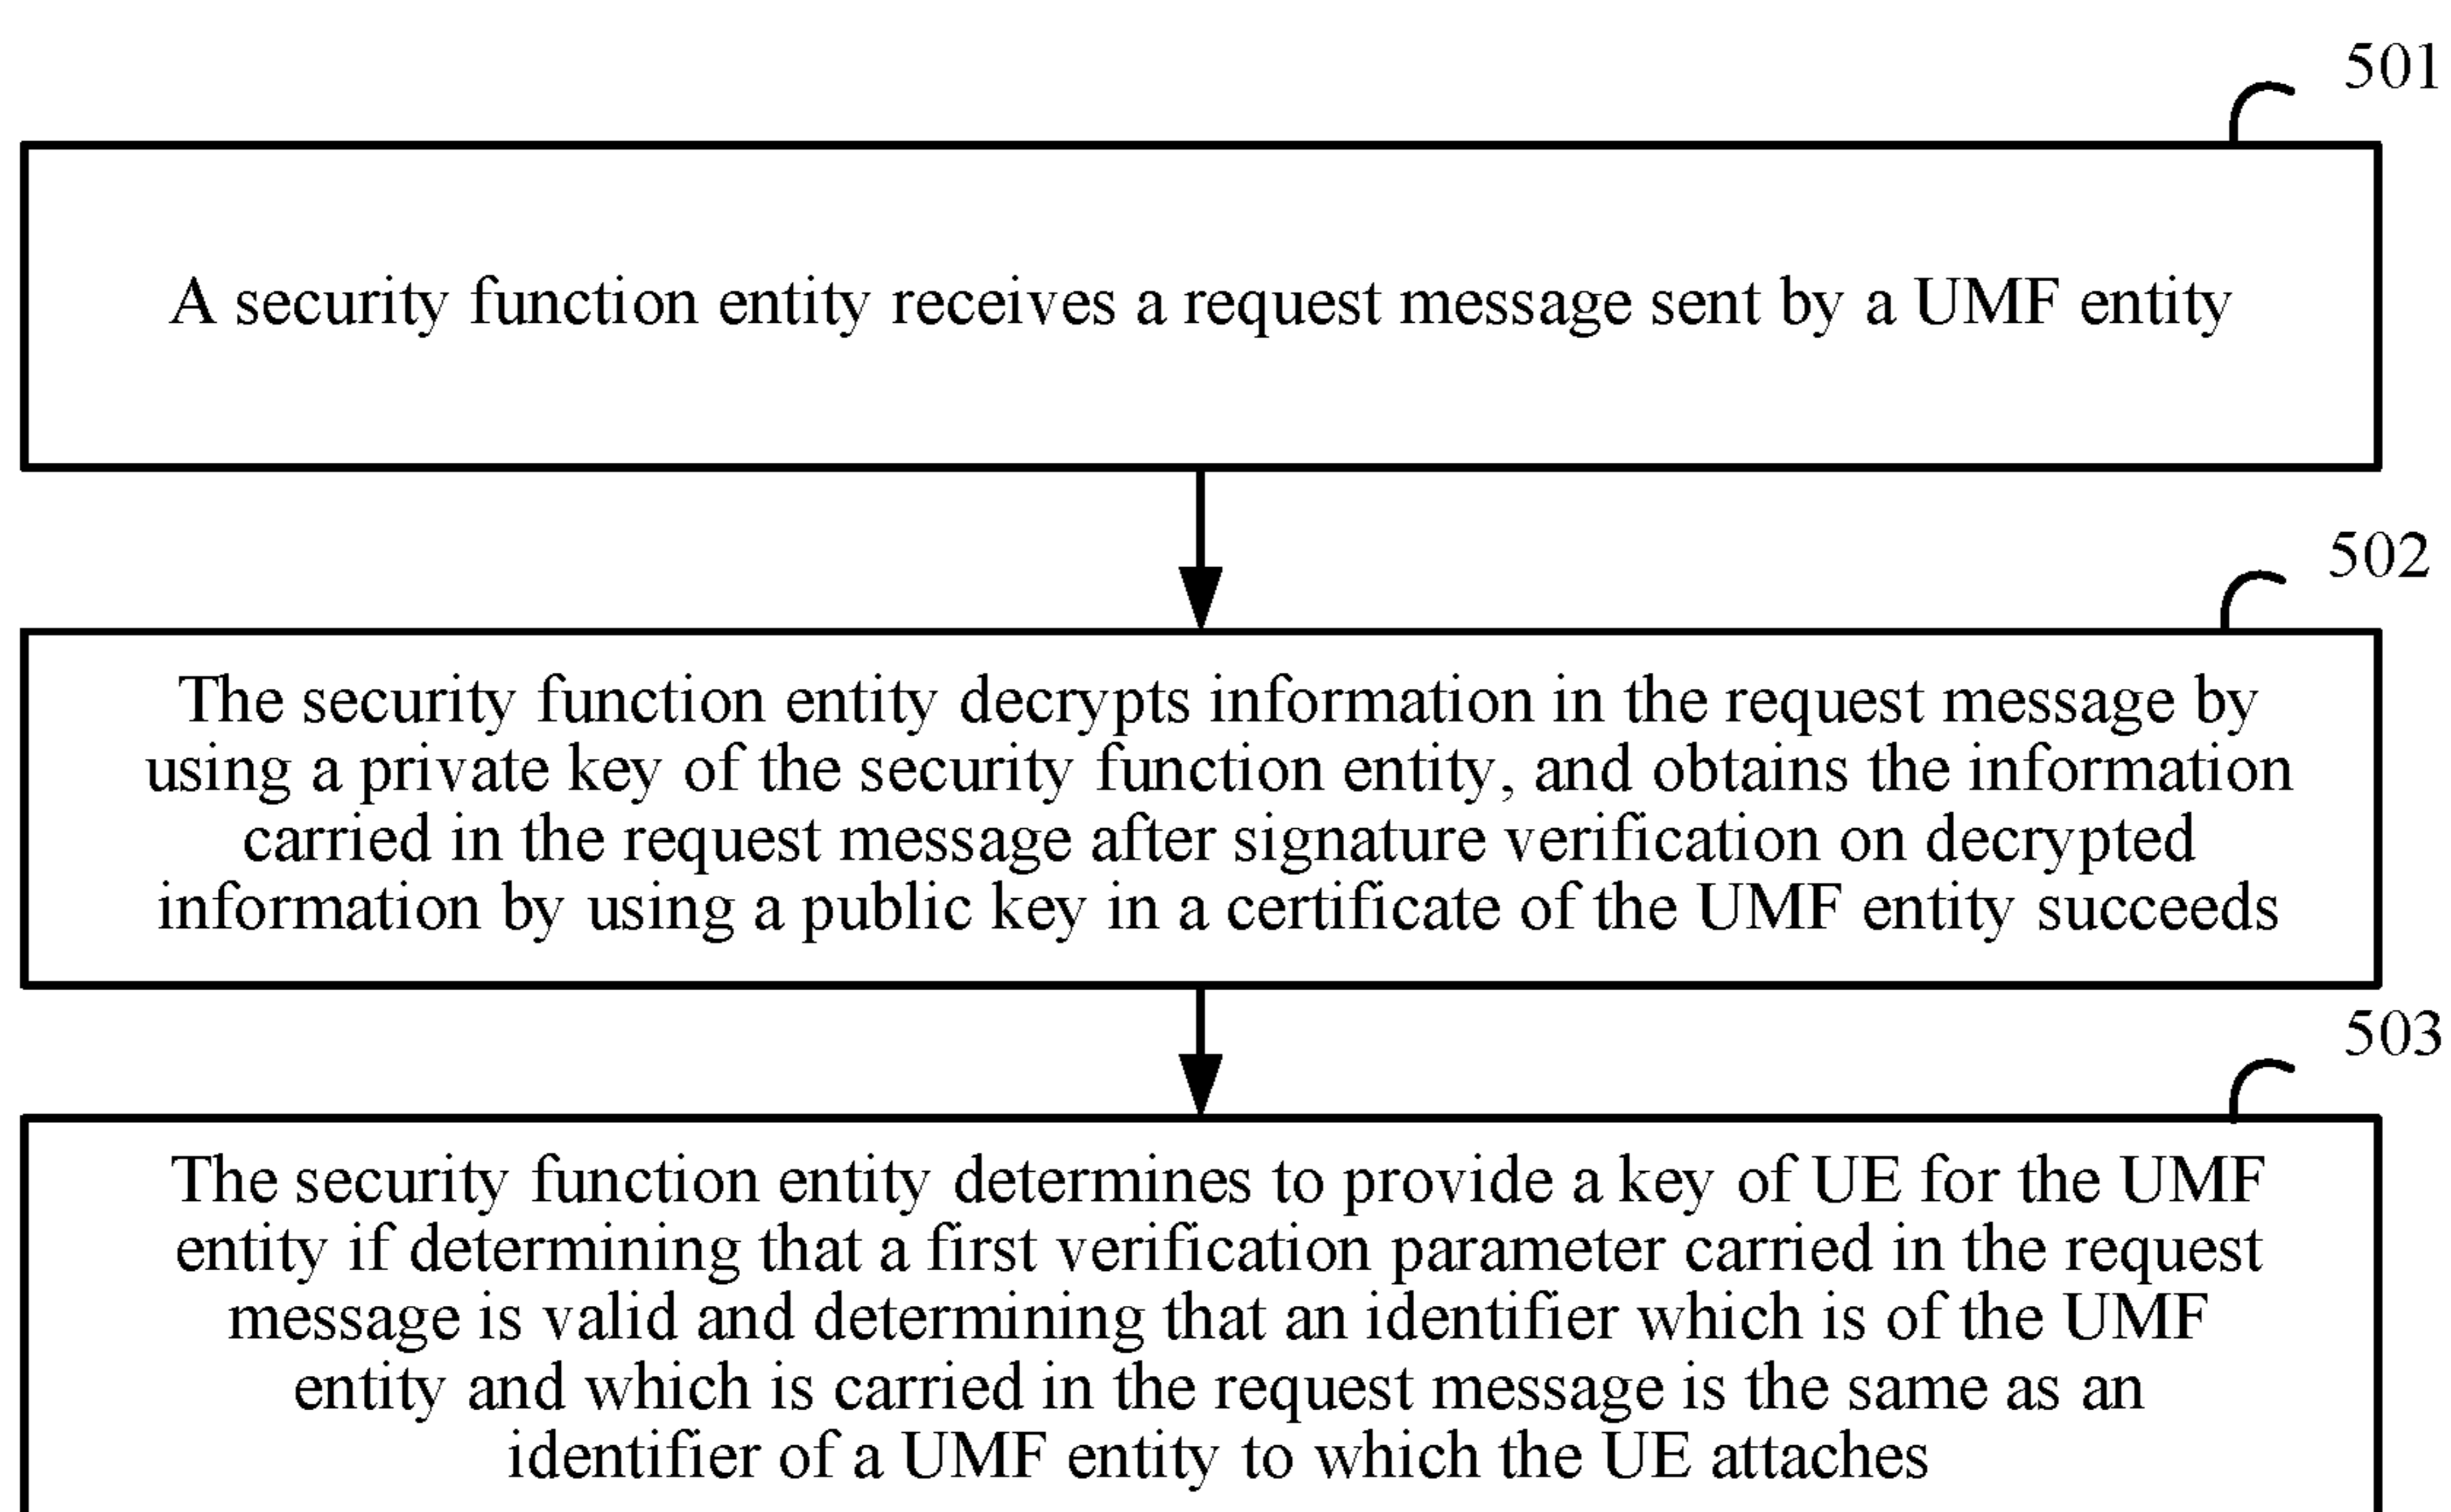 501
A security function entity receives a request message sent by a UMF entity
502
The security function entity decrypts information in the request message by
using a private key of the security function entity, and obtains the information
carried in the request message after signature verification on decrypted
information by using a public key in a certificate of the UMF entity succeeds
503
The security function entity determines to provide a key of UE for the UMF
entity if determining that a first verification parameter carried in the request
message is valid and determining that an identifier which is of the UMF
entity and which is carried in the request message is the same as an
identifier of a UMF entity to which the UE attaches